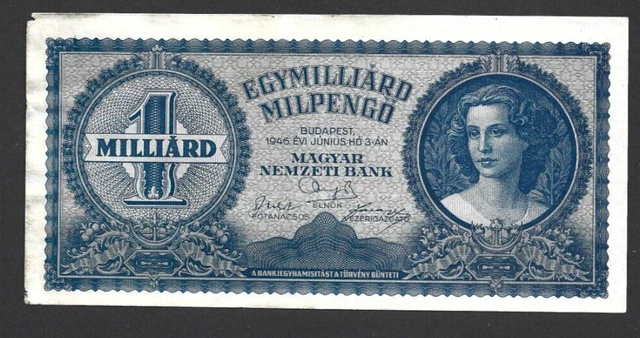 1
MILLIÁRD
EGYMILLIÁRD
MILPENGŐ
BUDAPEST,
1946. ÉVI JÚNIUS HÓ 3-ÁN
MAGYAR
NEMZETI BANK
ELNÖK
FŐTANÁCSOS VEZÉRIGAZGATÓ
A BANKJEGYHAMISÍTÁST A TÖRVÉNY BÜNTETI